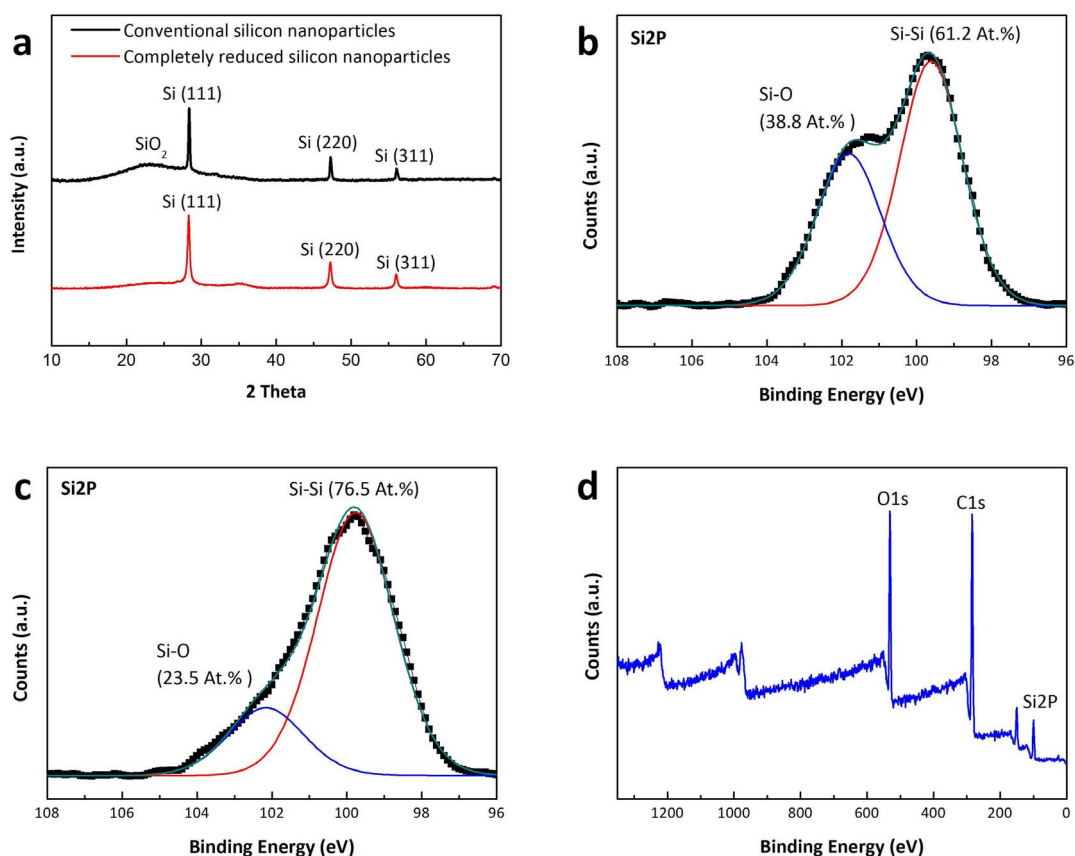 a
Conventional silicon nanoparticles
Completely reduced silicon nanoparticles
Si (111)
SiO2
Si (220)
Si (311)
Si (111)
Si (220)
Si (311)
Intensity (a.u.)
10 20 30 40 50 60 70
2 Theta
b
Si2P
Si-Si (61.2 At.%)
Si-O
(38.8 At.% )
Counts (a.u.)
108 106 104 102 100 98 96
Binding Energy (eV)
c
Si2P
Si-Si (76.5 At.%)
Si-O
(23.5 At.% )
Counts (a.u.)
108 106 104 102 100 98 96
Binding Energy (eV)
d
O1s
C1s
Si2P
Counts (a.u.)
1200 1000 800 600 400 200 0
Binding Energy (eV)